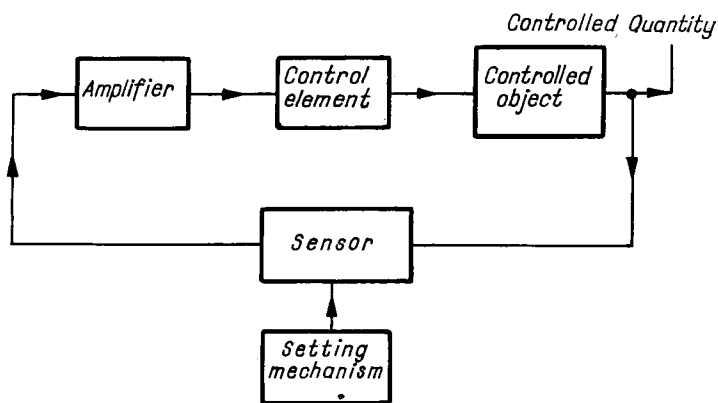 Controlled Quantity
Amplifier
Control
element
Controlled
object
Sensor
Setting
mechanism